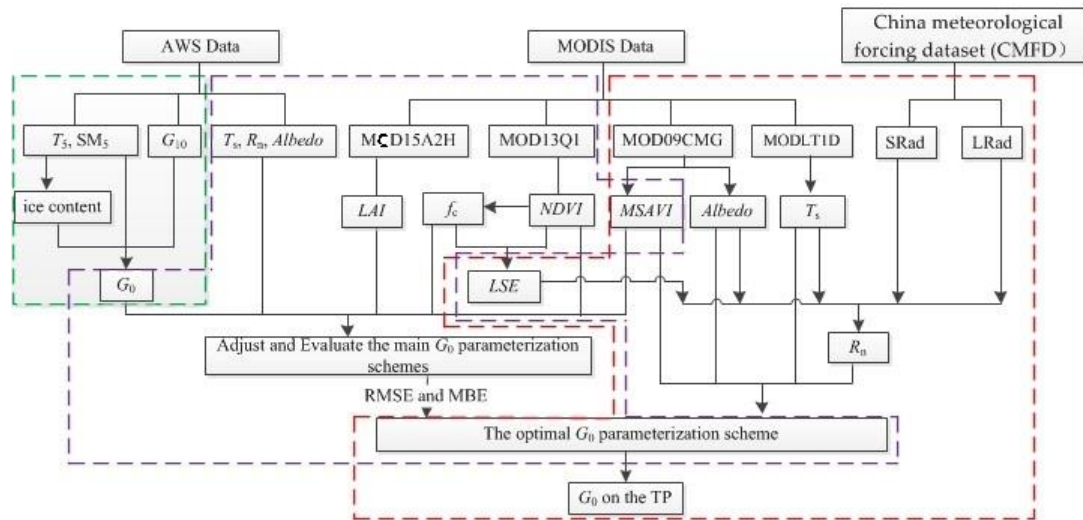 China meteorological
forcing dataset (CMFD）
AWS Data
MODIS Data
T5, SM5
G10
Ts, Rn, Albedo
MCD15A2H
MOD13Q1
MOD09CMG
MODLT1D
SRad
LRad
ice content
LAI
fc
NDVI
MSAVI
Albedo
Ts
G0
LSE
Adjust and Evaluate the main G0 parameterization
schemes
Rn
RMSE and MBE
The optimal G0 parameterization scheme
G0 on the TP